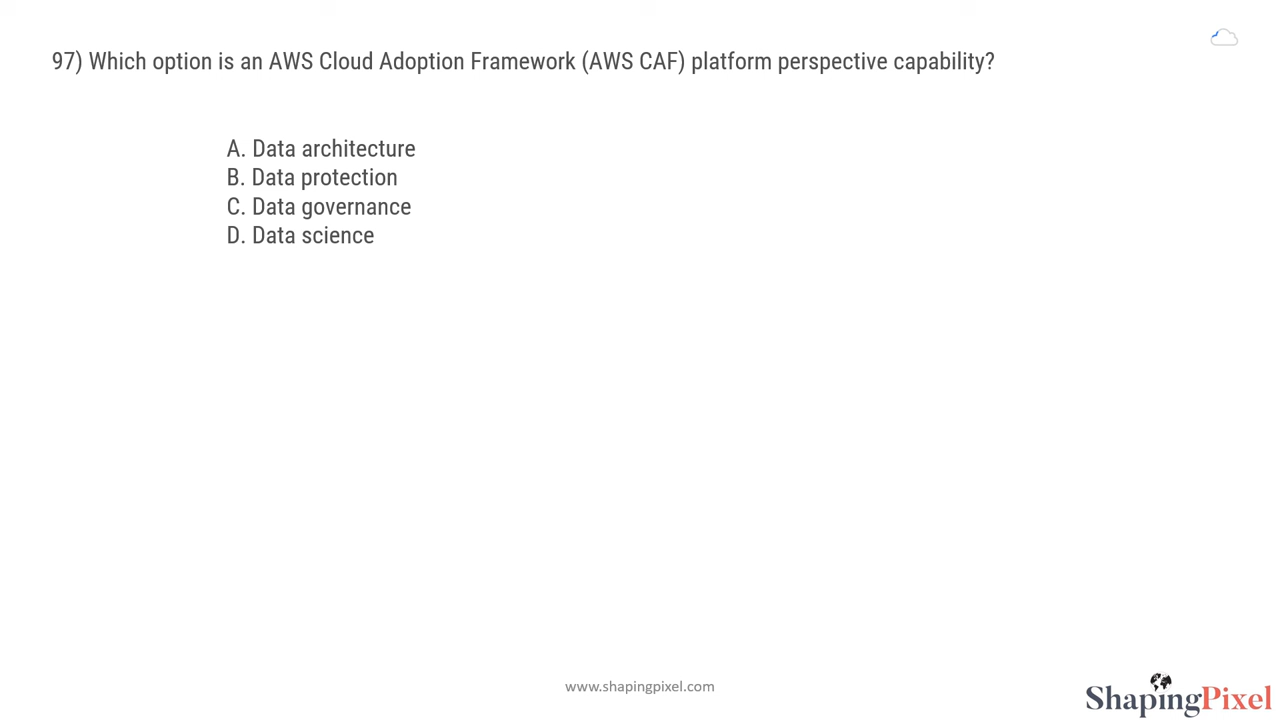 97) Which option is an AWS Cloud Adoption Framework (AWS CAF) platform perspective capability?
A. Data architecture
B. Data protection
C. Data governance
D. Data science
www.shapingpixel.com
ShapingPixel